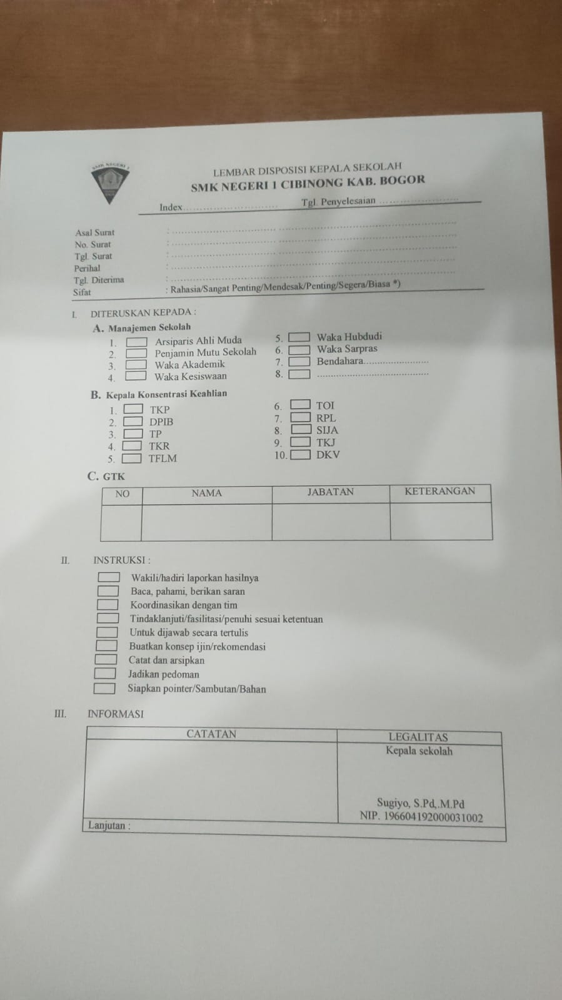 SMK NEGERI 1
LEMBAR DISPOSISI KEPALA SEKOLAH
SMK NEGERI 1 CIBINONG KAB. BOGOR
Index........................... Tgl. Penyelesaian ........................
Asal Surat : ................................................................
No. Surat : ................................................................
Tgl. Surat : ................................................................
Perihal : ................................................................
Tgl. Diterima : ................................................................
Sifat : Rahasia/Sangat Penting/Mendesak/Penting/Segera/Biasa *)
I. DITERUSKAN KEPADA :
A. Manajemen Sekolah
1. Arsiparis Ahli Muda 5. Waka Hubdudi
2. Penjamin Mutu Sekolah 6. Waka Sarpras
3. Waka Akademik 7. Bendahara........................
4. Waka Kesiswaan 8. ........................................
B. Kepala Konsentrasi Keahlian
1. TKP 6. TOI
2. DPIB 7. RPL
3. TP 8. SIJA
4. TKR 9. TKJ
5. TFLM 10. DKV
C. GTK
NO NAMA JABATAN KETERANGAN
II. INSTRUKSI :
Wakili/hadiri laporkan hasilnya
Baca, pahami, berikan saran
Koordinasikan dengan tim
Tindaklanjuti/fasilitasi/penuhi sesuai ketentuan
Untuk dijawab secara tertulis
Buatkan konsep ijin/rekomendasi
Catat dan arsipkan
Jadikan pedoman
Siapkan pointer/Sambutan/Bahan
III. INFORMASI
CATATAN LEGALITAS
Kepala sekolah
Sugiyo, S.Pd,.M.Pd
NIP. 196604192000031002
Lanjutan :